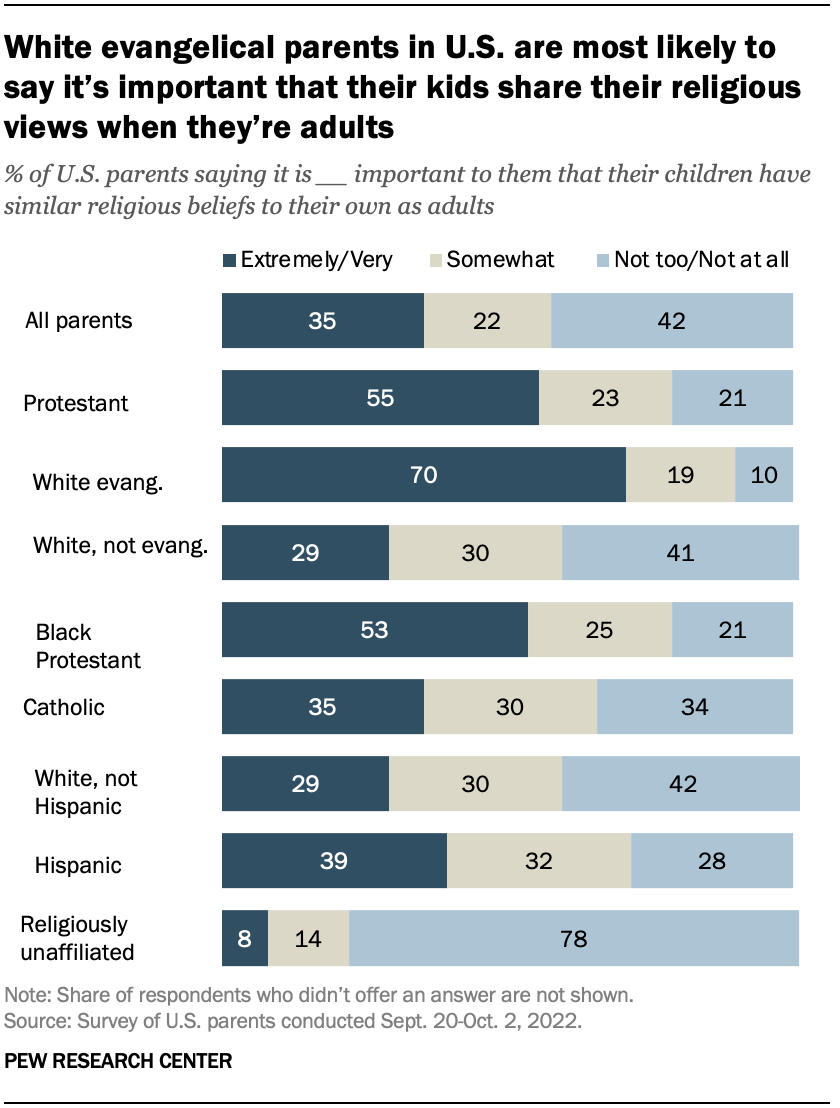 White evangelical parents in U.S. are most likely to
say it’s important that their kids share their religious
views when they’re adults
% of U.S. parents saying it is __ important to them that their children have
similar religious beliefs to their own as adults
Extremely/Very Somewhat Not too/Not at all
All parents 35 22 42
Protestant 55 23 21
White evang. 70 19 10
White, not evang. 29 30 41
Black
Protestant 53 25 21
Catholic 35 30 34
White, not
Hispanic 29 30 42
Hispanic 39 32 28
Religiously
unaffiliated 8 14 78
Note: Share of respondents who didn’t offer an answer are not shown.
Source: Survey of U.S. parents conducted Sept. 20-Oct. 2, 2022.
PEW RESEARCH CENTER